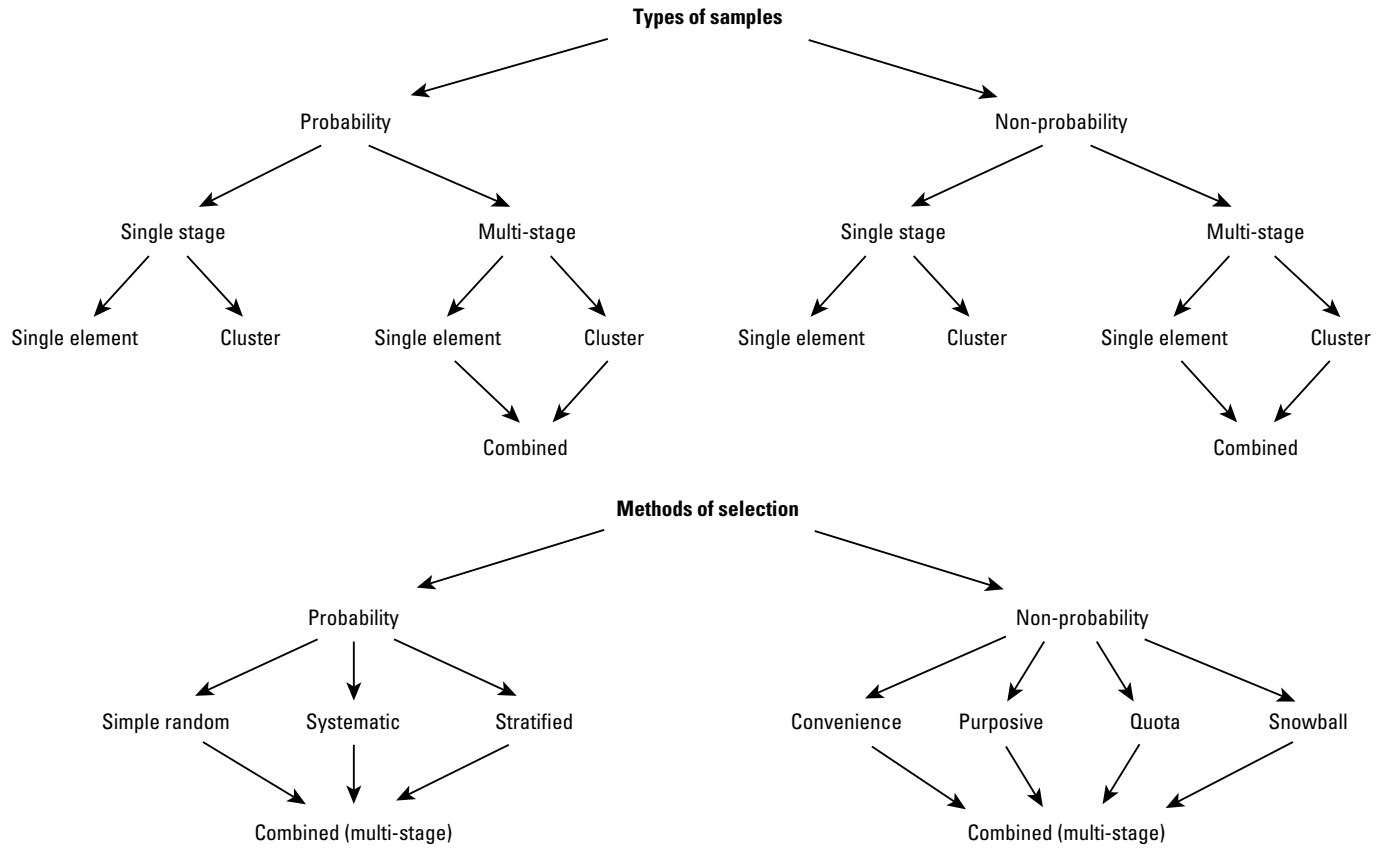 Types of samples
Probability Non-probability
Single stage Multi-stage Single stage Multi-stage
Single element Cluster Single element Cluster Single element Cluster Single element Cluster
Combined Combined
Methods of selection
Probability Non-probability
Simple random Systematic Stratified Convenience Purposive Quota Snowball
Combined (multi-stage) Combined (multi-stage)